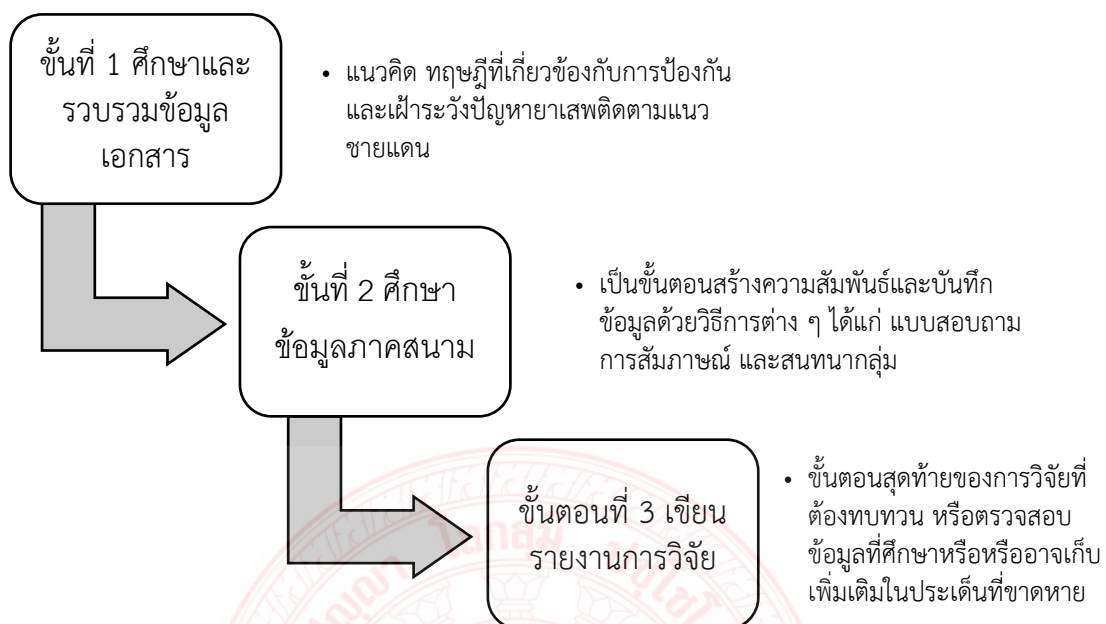 ขั้นที่ 1 ศึกษาและ
รวบรวมข้อมูล
เอกสาร
• แนวคิด ทฤษฎีที่เกี่ยวข้องกับการป้องกัน
และเฝ้าระวังปัญหายาเสพติดตามแนว
ชายแดน
ขั้นที่ 2 ศึกษา
ข้อมูลภาคสนาม
• เป็นขั้นตอนสร้างความสัมพันธ์และบันทึก
ข้อมูลด้วยวิธีการต่าง ๆ ได้แก่ แบบสอบถาม
การสัมภาษณ์ และสนทนากลุ่ม
ขั้นตอนที่ 3 เขียน
รายงานการวิจัย
• ขั้นตอนสุดท้ายของการวิจัยที่
ต้องทบทวน หรือตรวจสอบ
ข้อมูลที่ศึกษาหรือหรืออาจเก็บ
เพิ่มเติมในประเด็นที่ขาดหาย